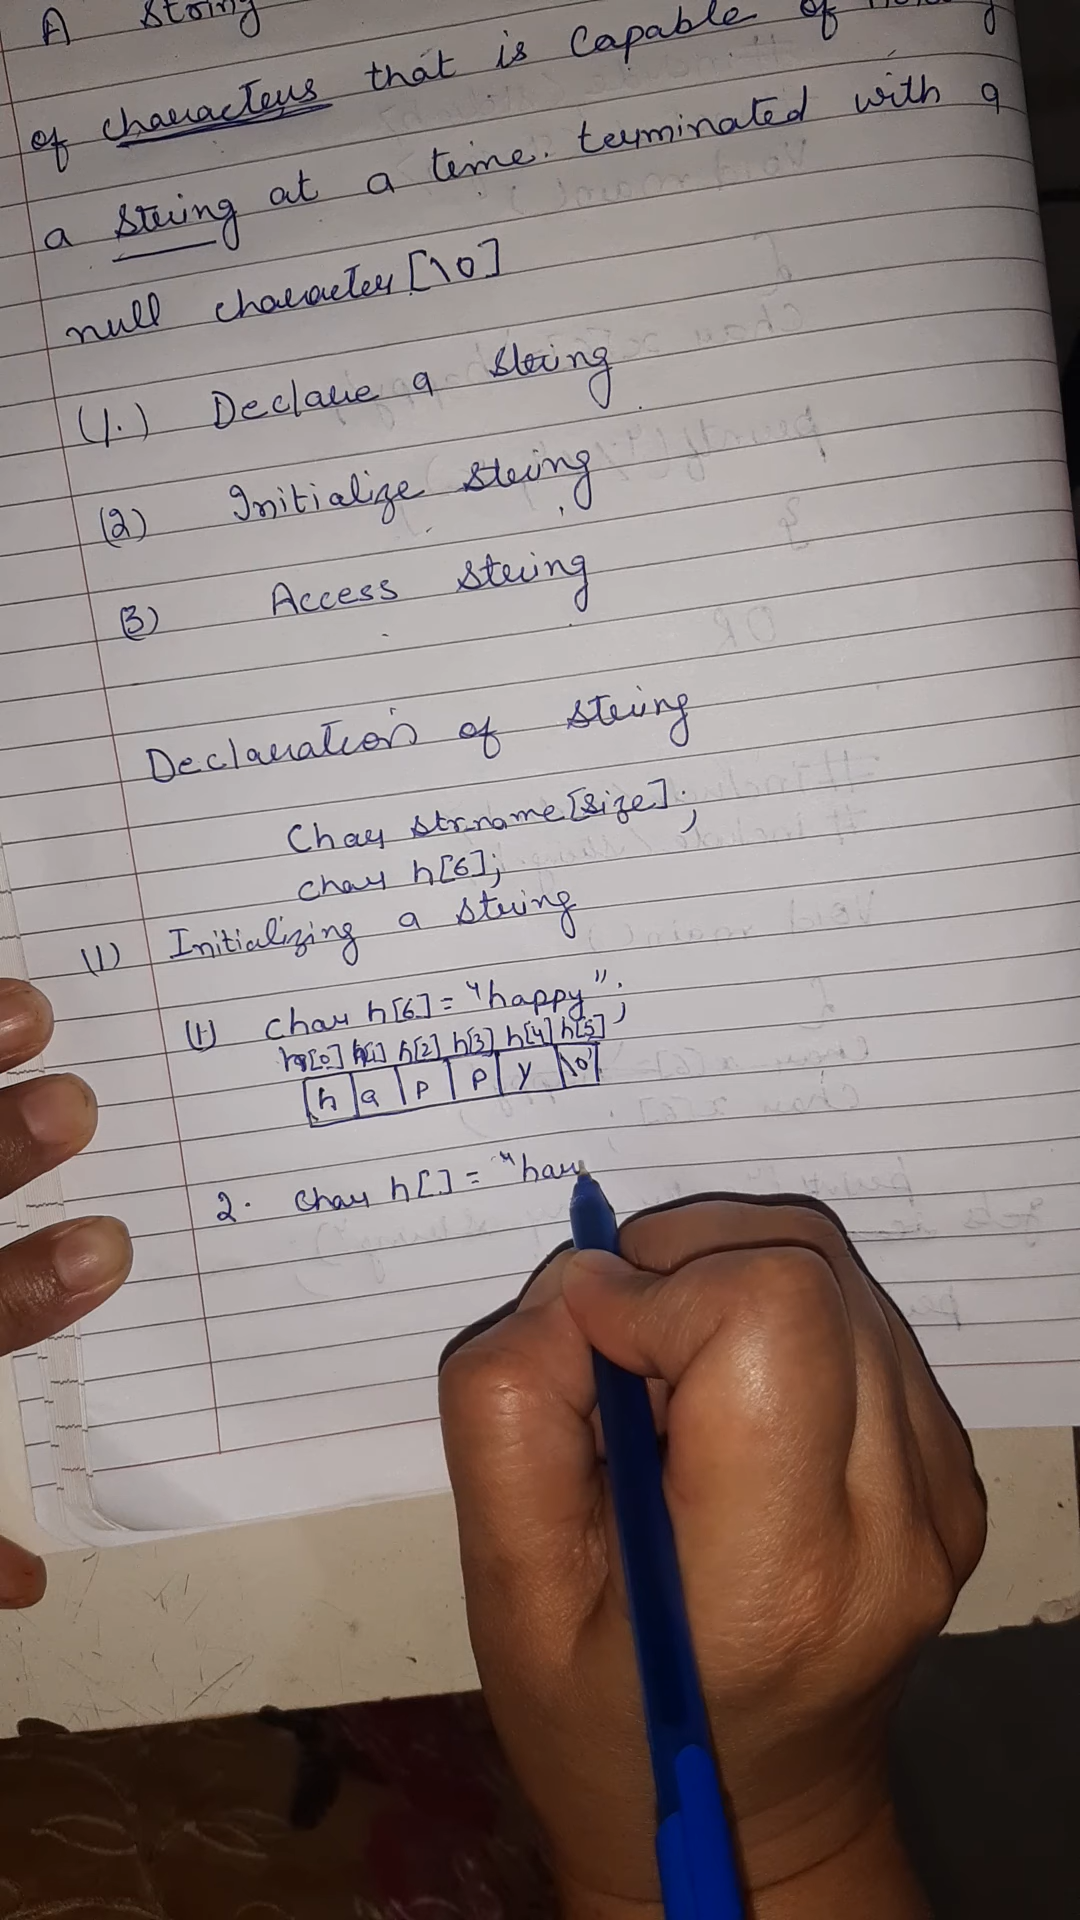 A string
of characters that is capable of
a string at a time. terminated with a
null character [\0]
(1.) Declare a string
(2) Initialize string
(3) Access string
Declaration of string
Char str.name [size];
char h[6];
(1) Initializing a string
(1) Char h[6] = "happy";
h[0] h[1] h[2] h[3] h[4] h[5]
h a p p y \0
2. Char h[] = "ha